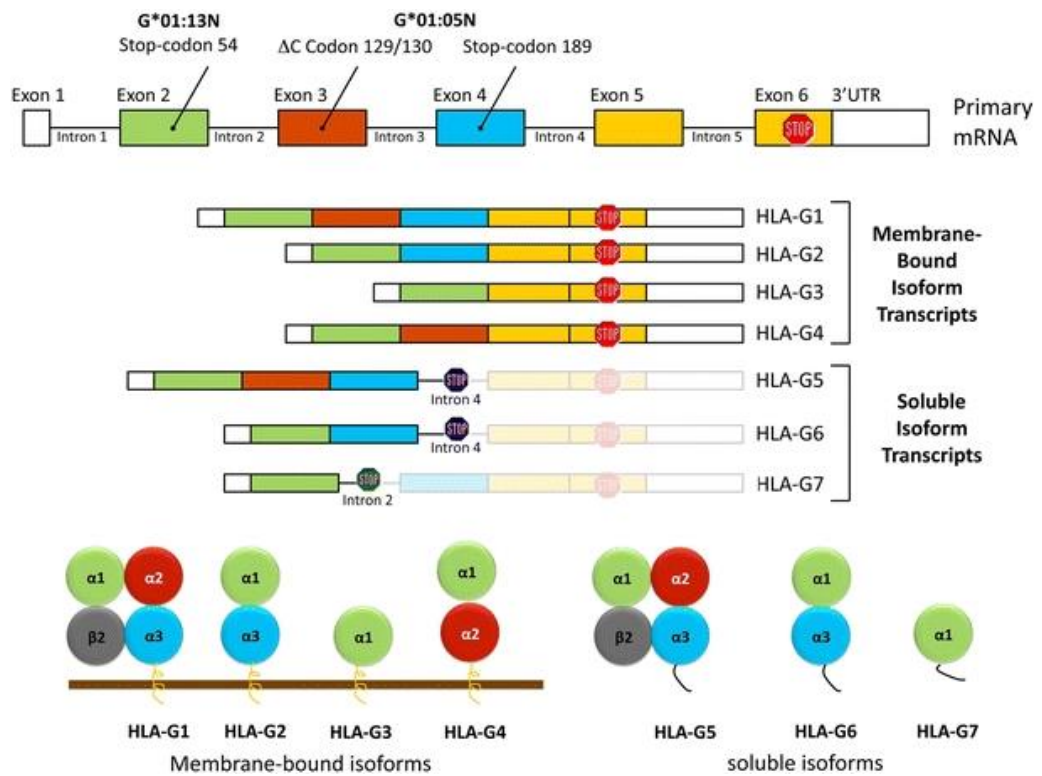 G*01:13N
G*01:05N
Stop-codon 54
ΔC Codon 129/130
Stop-codon 189
Exon 1
Exon 2
Exon 3
Exon 4
Exon 5
Exon 6
3'UTR
Intron 1
Intron 2
Intron 3
Intron 4
Intron 5
STOP
Primary
mRNA
STOP
HLA-G1
STOP
HLA-G2
STOP
HLA-G3
STOP
HLA-G4
Membrane-
Bound
Isoform
Transcripts
STOP
Intron 4
STOP
HLA-G5
STOP
Intron 4
STOP
HLA-G6
STOP
Intron 2
STOP
HLA-G7
Soluble
Isoform
Transcripts
α1
α2
β2
α3
α1
α3
α1
α1
α2
α1
α2
β2
α3
α1
α3
α1
HLA-G1
HLA-G2
HLA-G3
HLA-G4
HLA-G5
HLA-G6
HLA-G7
Membrane-bound isoforms
soluble isoforms